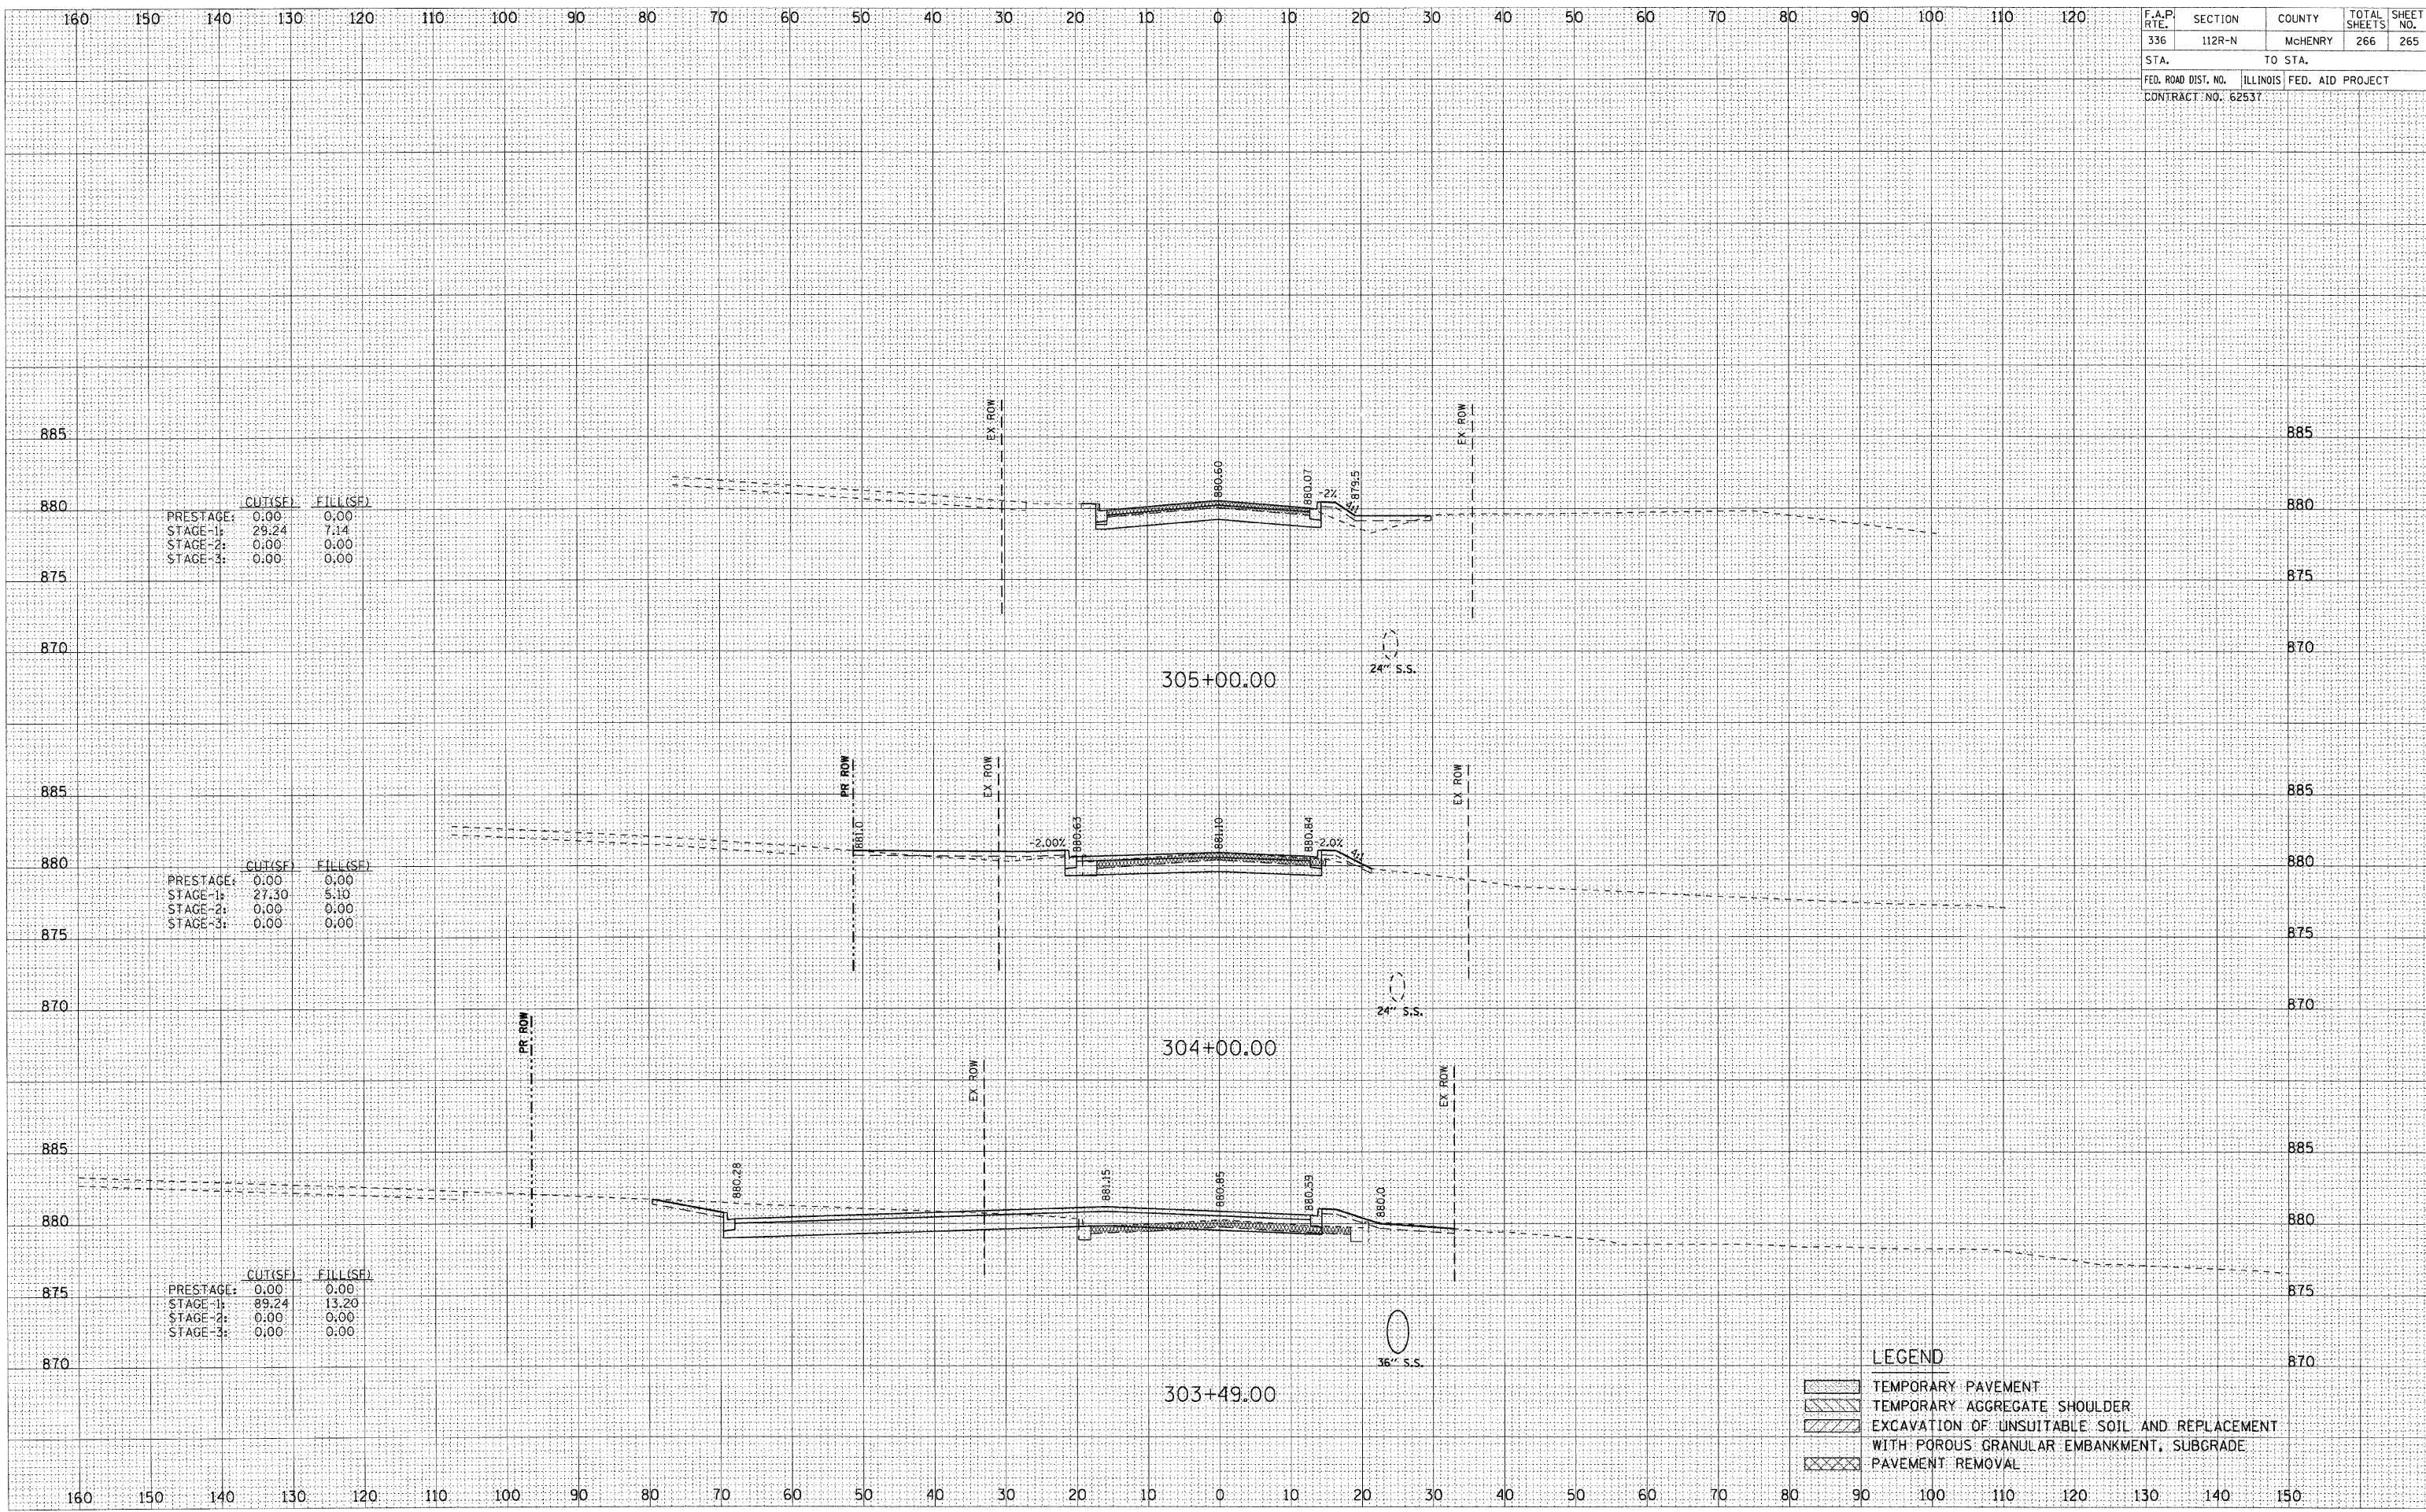 160 150 140 130 120 110 100 90 80 70 60 50 40 30 20 10 0 10 20 30 40 50 60 70 80 90 100 110 120
F.A.P. RTE. SECTION COUNTY TOTAL SHEETS SHEET NO.
336 112R-N McHENRY 266 265
STA. TO STA.
FED. ROAD DIST. NO. ILLINOIS FED. AID PROJECT
CONTRACT NO. 62537
EX ROW
EX ROW
885 885
880.60
880.07
-2%
879.5
880 880
CUT(SF) FILL(SF)
PRESTAGE: 0.00 0.00
STAGE-1: 29.24 7.14
STAGE-2: 0.00 0.00
STAGE-3: 0.00 0.00
875 875
870 870
24" S.S.
305+00.00
PR ROW
EX ROW
EX ROW
885 885
881.0
-2.00%
880.63
881.10
880.84
-2.0%
4:1
880 880
CUT(SF) FILL(SF)
PRESTAGE: 0.00 0.00
STAGE-1: 27.30 5.10
STAGE-2: 0.00 0.00
STAGE-3: 0.00 0.00
875 875
870 870
24" S.S.
304+00.00
PR ROW
EX ROW
EX ROW
885 885
880.28
881.15
880.85
880.59
880.0
880 880
CUT(SF) FILL(SF)
PRESTAGE: 0.00 0.00
STAGE-1: 89.24 13.20
STAGE-2: 0.00 0.00
STAGE-3: 0.00 0.00
875 875
870 870
36" S.S.
303+49.00
LEGEND
TEMPORARY PAVEMENT
TEMPORARY AGGREGATE SHOULDER
EXCAVATION OF UNSUITABLE SOIL AND REPLACEMENT
WITH POROUS GRANULAR EMBANKMENT, SUBGRADE
PAVEMENT REMOVAL
160 150 140 130 120 110 100 90 80 70 60 50 40 30 20 10 0 10 20 30 40 50 60 70 80 90 100 110 120 130 140 150